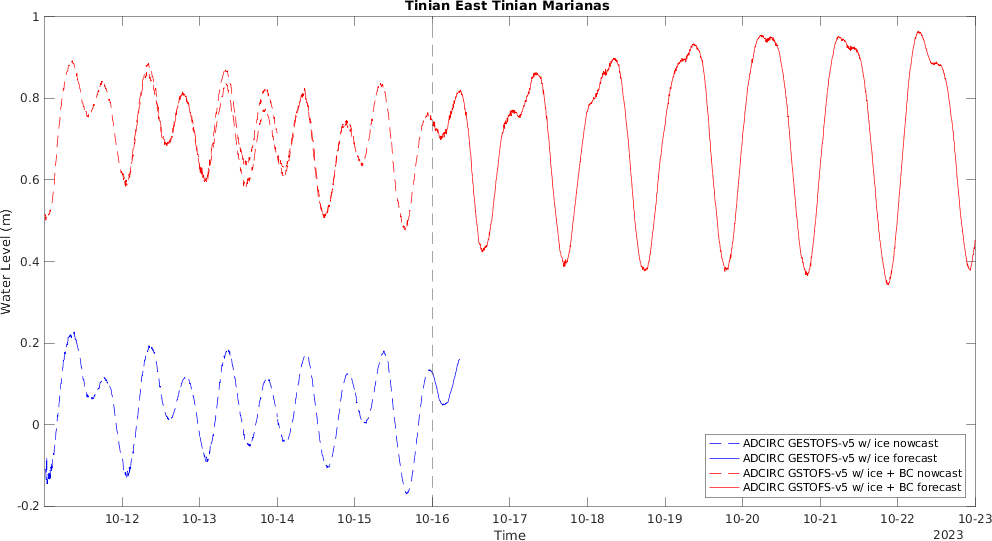 Tinian East Tinian Marianas
1
0.8
0.6
0.4
0.2
0
-0.2
Water Level (m)
ADCIRC GESTOFS-v5 w/ ice nowcast
ADCIRC GESTOFS-v5 w/ ice forecast
ADCIRC GSTOFS-v5 w/ ice + BC nowcast
ADCIRC GSTOFS-v5 w/ ice + BC forecast
10-12 10-13 10-14 10-15 10-16 10-17 10-18 10-19 10-20 10-21 10-22 10-23
Time
2023